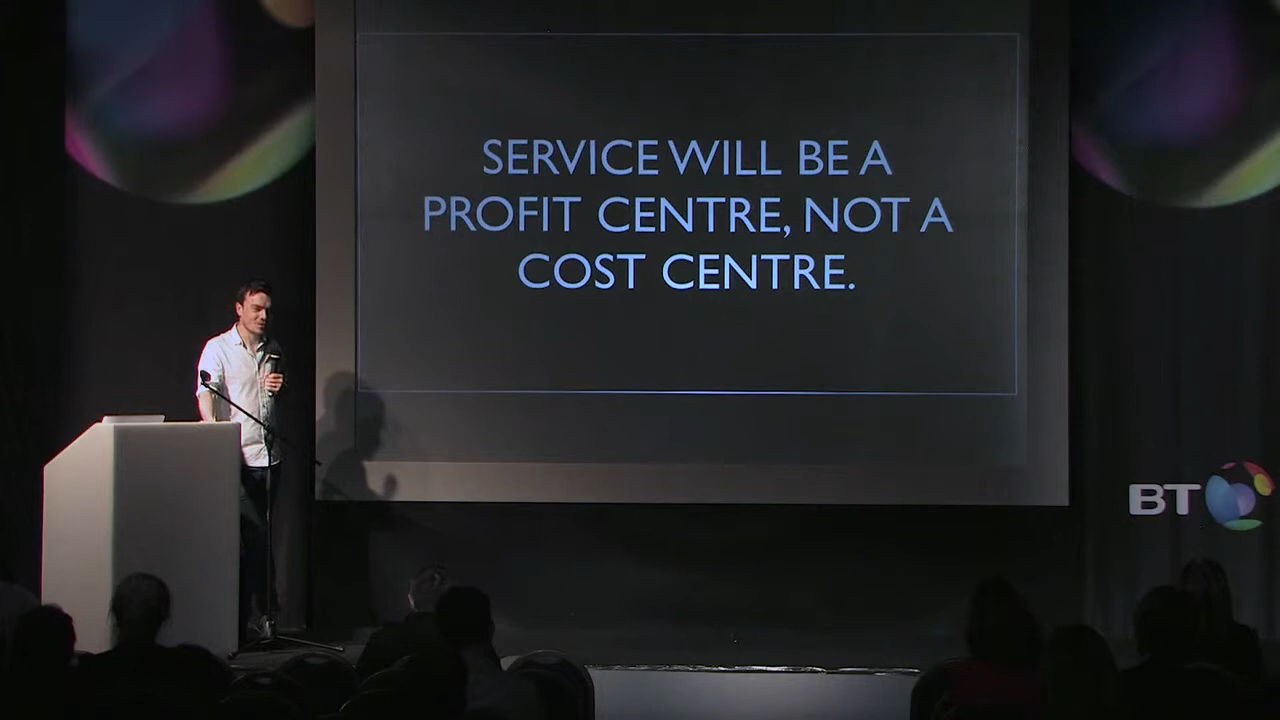 SERVICE WILL BE A
PROFIT CENTRE, NOT A
COST CENTRE.
BT